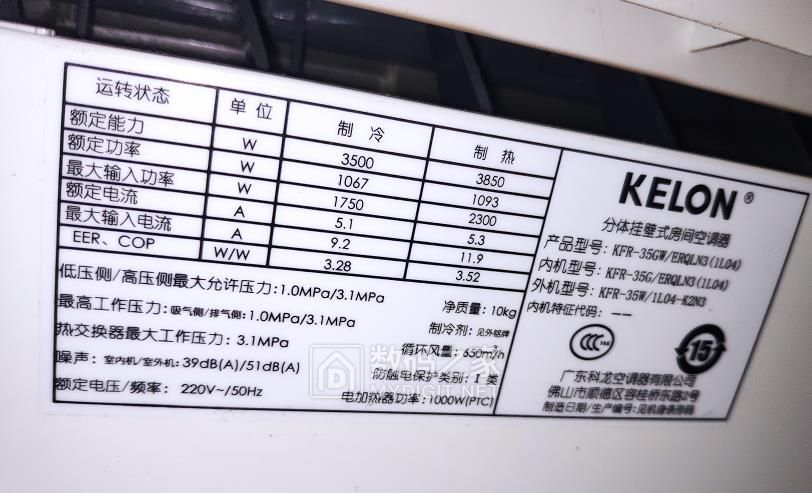 运转状态 单位 制冷 制热
额定能力 W 3500 3850
额定功率 W 1067 1093
最大输入功率 W 1750 2300
额定电流 A 5.1 5.3
最大输入电流 A 9.2 11.9
EER、COP W/W 3.28 3.52
低压侧/高压侧最大允许压力：1.0MPa/3.1MPa
最高工作压力：吸气侧/排气侧：1.0MPa/3.1MPa
热交换器最大工作压力：3.1MPa
噪声：室内机/室外机：39dB(A)/51dB(A)
额定电压/频率：220V~/50Hz
净质量：10kg
制冷剂：见外铭牌
循环风量：650m³/h
防触电保护类别：I 类
电加热器功率：1000W(PTC)
KELON®
分体挂壁式房间空调器
产品型号：KFR-35GW/ERQLN3(1L04)
内机型号：KFR-35G/ERQLN3(1L04)
外机型号：KFR-35W/1L04-K2N3
内机特征代码：——
CCC
15
广东科龙空调器有限公司
佛山市顺德区容桂桥东路2号
制造日期/生产编号：见机身条形码
数码之家
MYDIGIT.NET